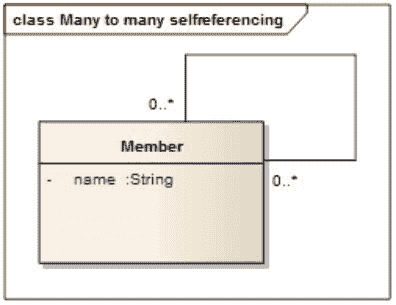 class Many to many selfreferencing
0..*
Member
- name :String
0..*